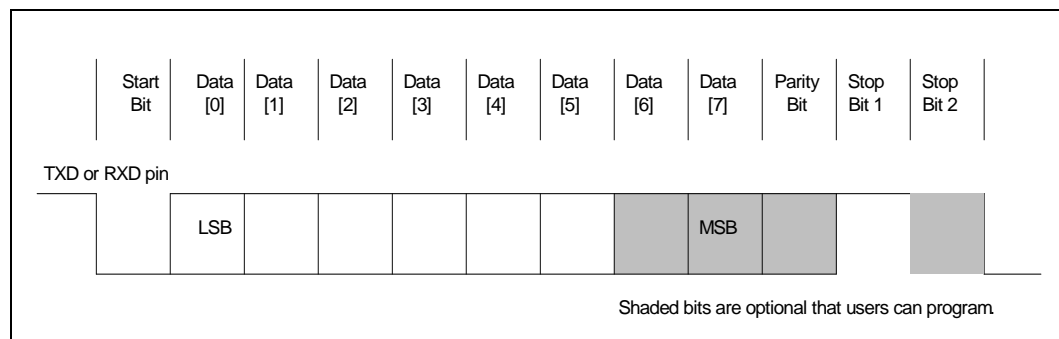 Start Bit
Data [0]
Data [1]
Data [2]
Data [3]
Data [4]
Data [5]
Data [6]
Data [7]
Parity Bit
Stop Bit 1
Stop Bit 2
TXD or RXD pin
LSB
MSB
Shaded bits are optional that users can program.